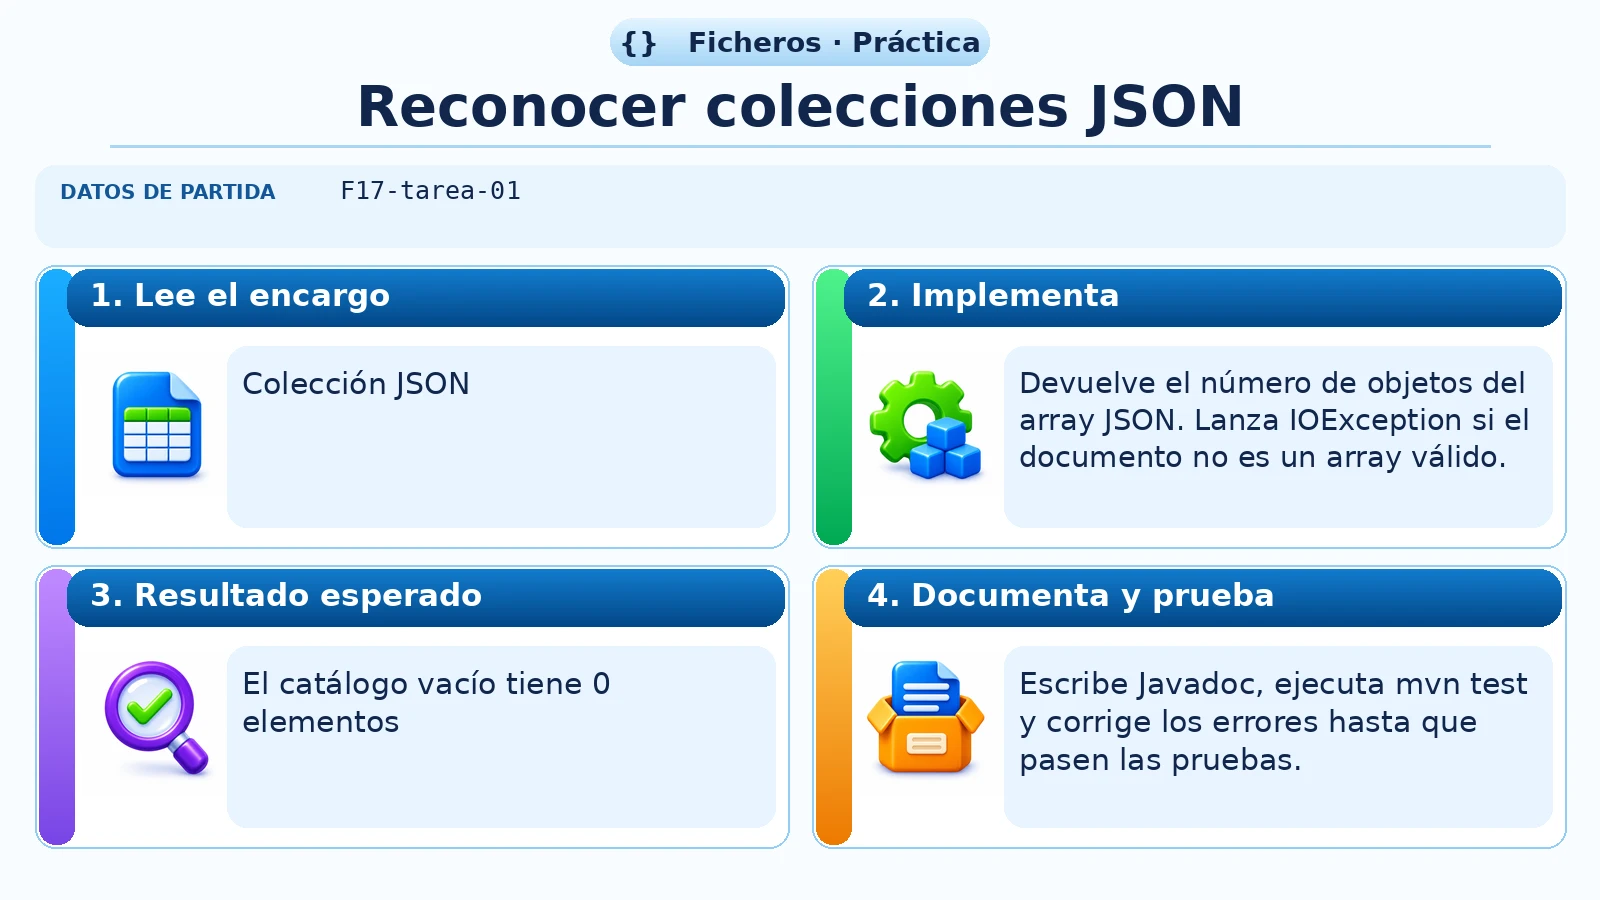 {} Ficheros · Práctica
Reconocer colecciones JSON
DATOS DE PARTIDA F17-tarea-01
1. Lee el encargo
Colección JSON
2. Implementa
Devuelve el número de objetos del
array JSON. Lanza IOException si el
documento no es un array válido.
3. Resultado esperado
El catálogo vacío tiene 0
elementos
4. Documenta y prueba
Escribe Javadoc, ejecuta mvn test
y corrige los errores hasta que
pasen las pruebas.